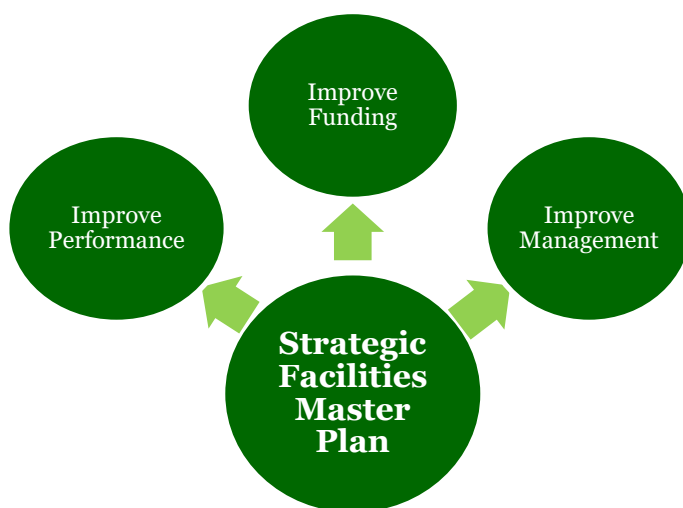 Improve
Funding
Improve
Performance
Improve
Management
Strategic
Facilities
Master
Plan